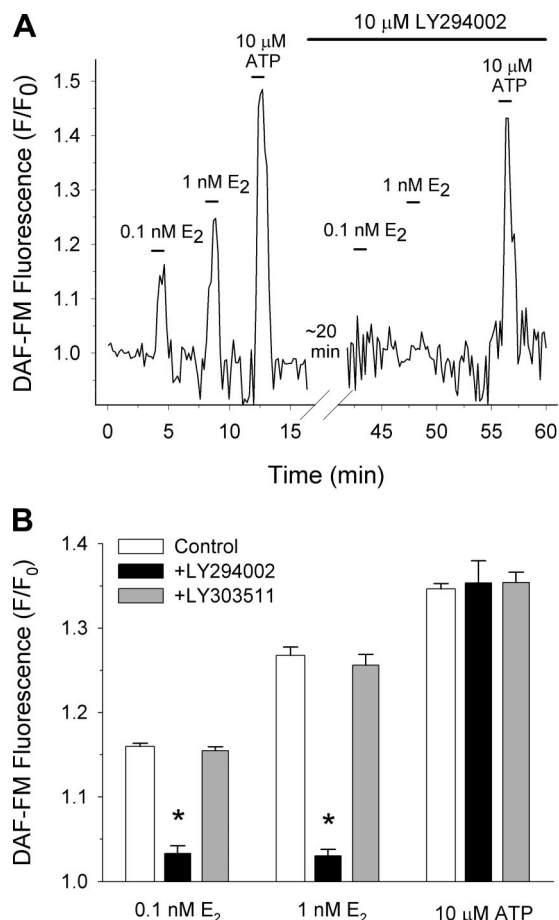 A
10 μM LY294002
10 μM
ATP
10 μM
ATP
1 nM E₂
1 nM E₂
0.1 nM E₂
0.1 nM E₂
~20
min
DAF-FM Fluorescence (F/F₀)
1.5
1.4
1.3
1.2
1.1
1.0
0 5 10 15 45 50 55 60
Time (min)
B
Control
+LY294002
+LY303511
DAF-FM Fluorescence (F/F₀)
1.4
1.3
1.2
1.1
1.0
* *
0.1 nM E₂ 1 nM E₂ 10 μM ATP